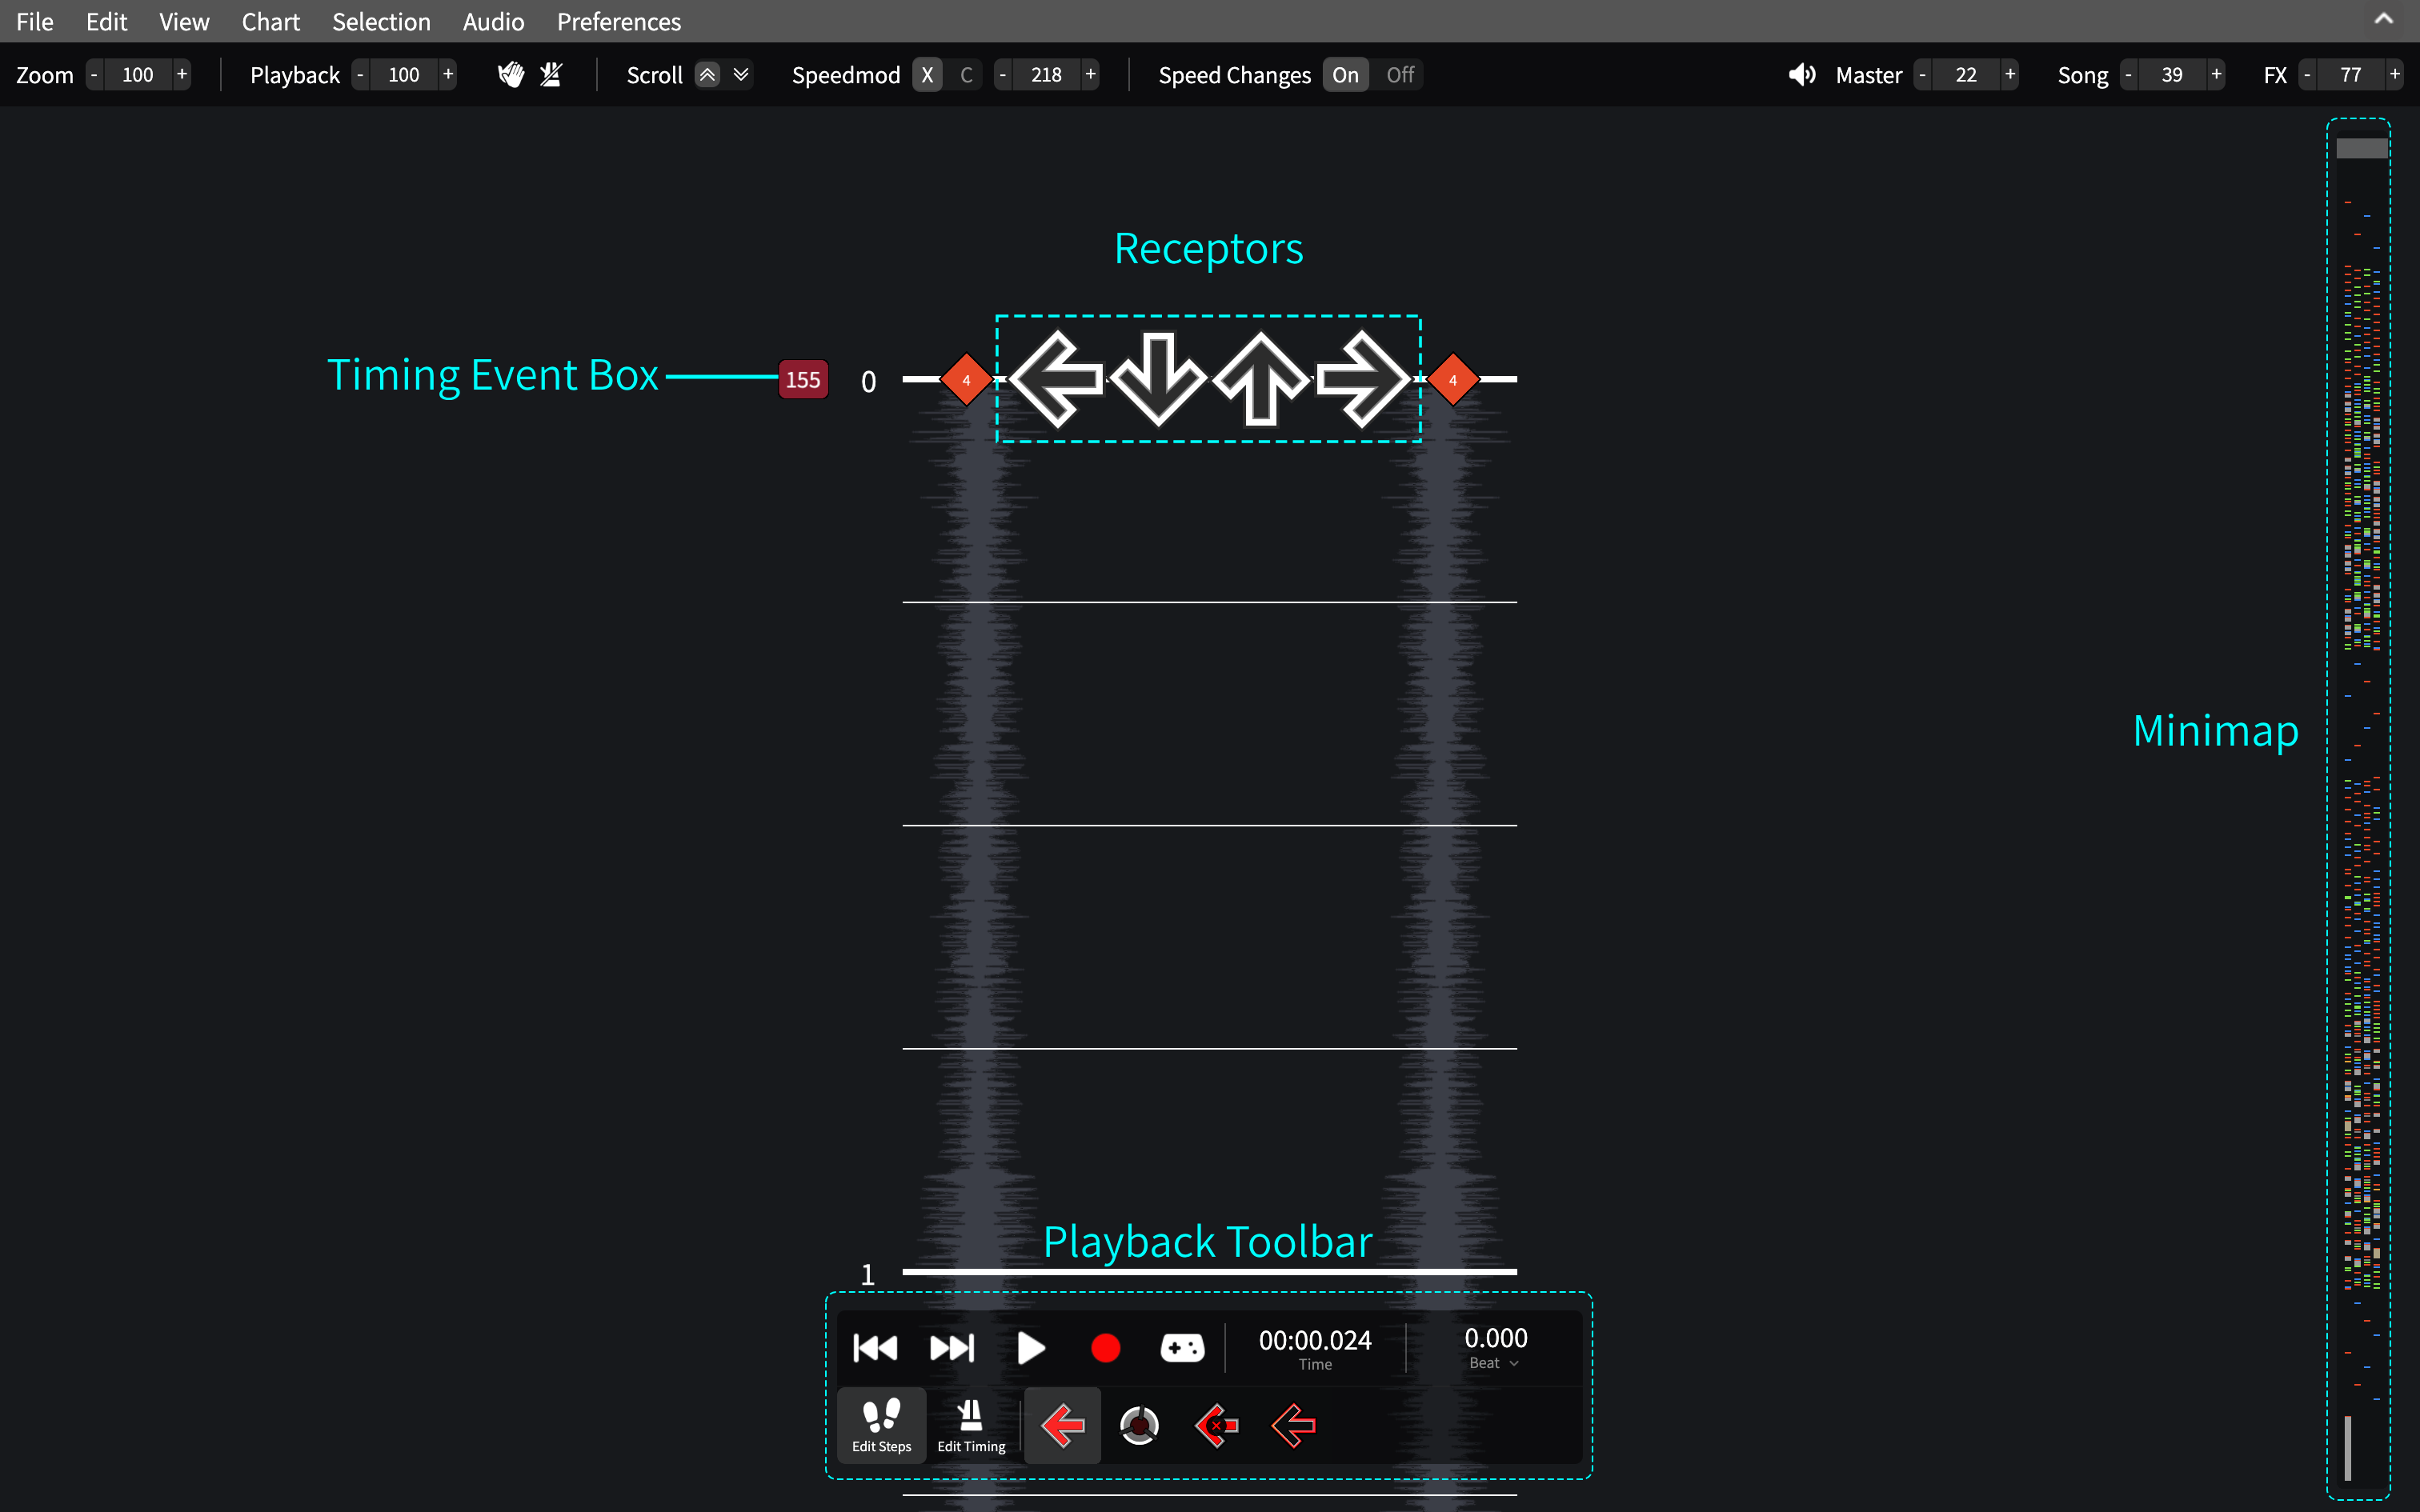 File Edit View Chart Selection Audio Preferences
Zoom - 100 + Playback - 100 + Scroll Speedmod X C - 218 + Speed Changes On Off Master - 22 + Song - 39 + FX - 77 +
Receptors
Timing Event Box 155 0 4 4
Minimap
Playback Toolbar
1
00:00.024 0.000
Time Beat
Edit Steps Edit Timing